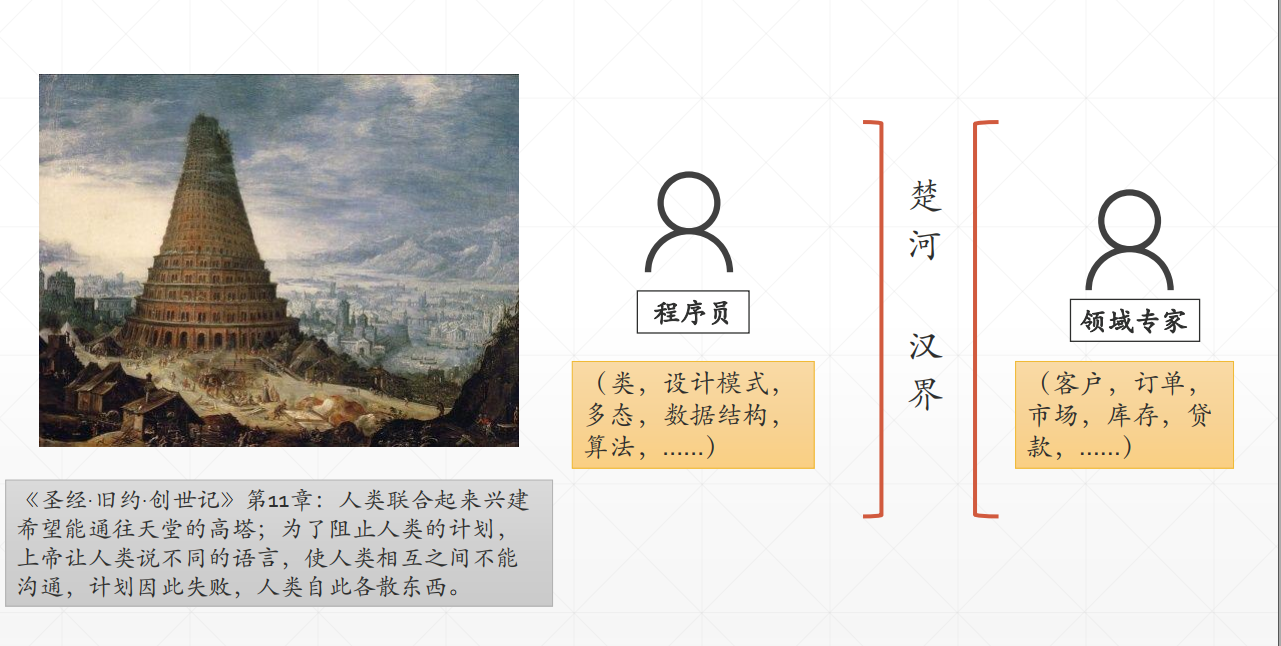 程序员
（类，设计模式，
多态，数据结构，
算法，……）
楚
河
汉
界
领域专家
（客户，订单，
市场，库存，贷
款，……）
《圣经·旧约·创世记》第11章：人类联合起来兴建
希望能通往天堂的高塔；为了阻止人类的计划，
上帝让人类说不同的语言，使人类相互之间不能
沟通，计划因此失败，人类自此各散东西。